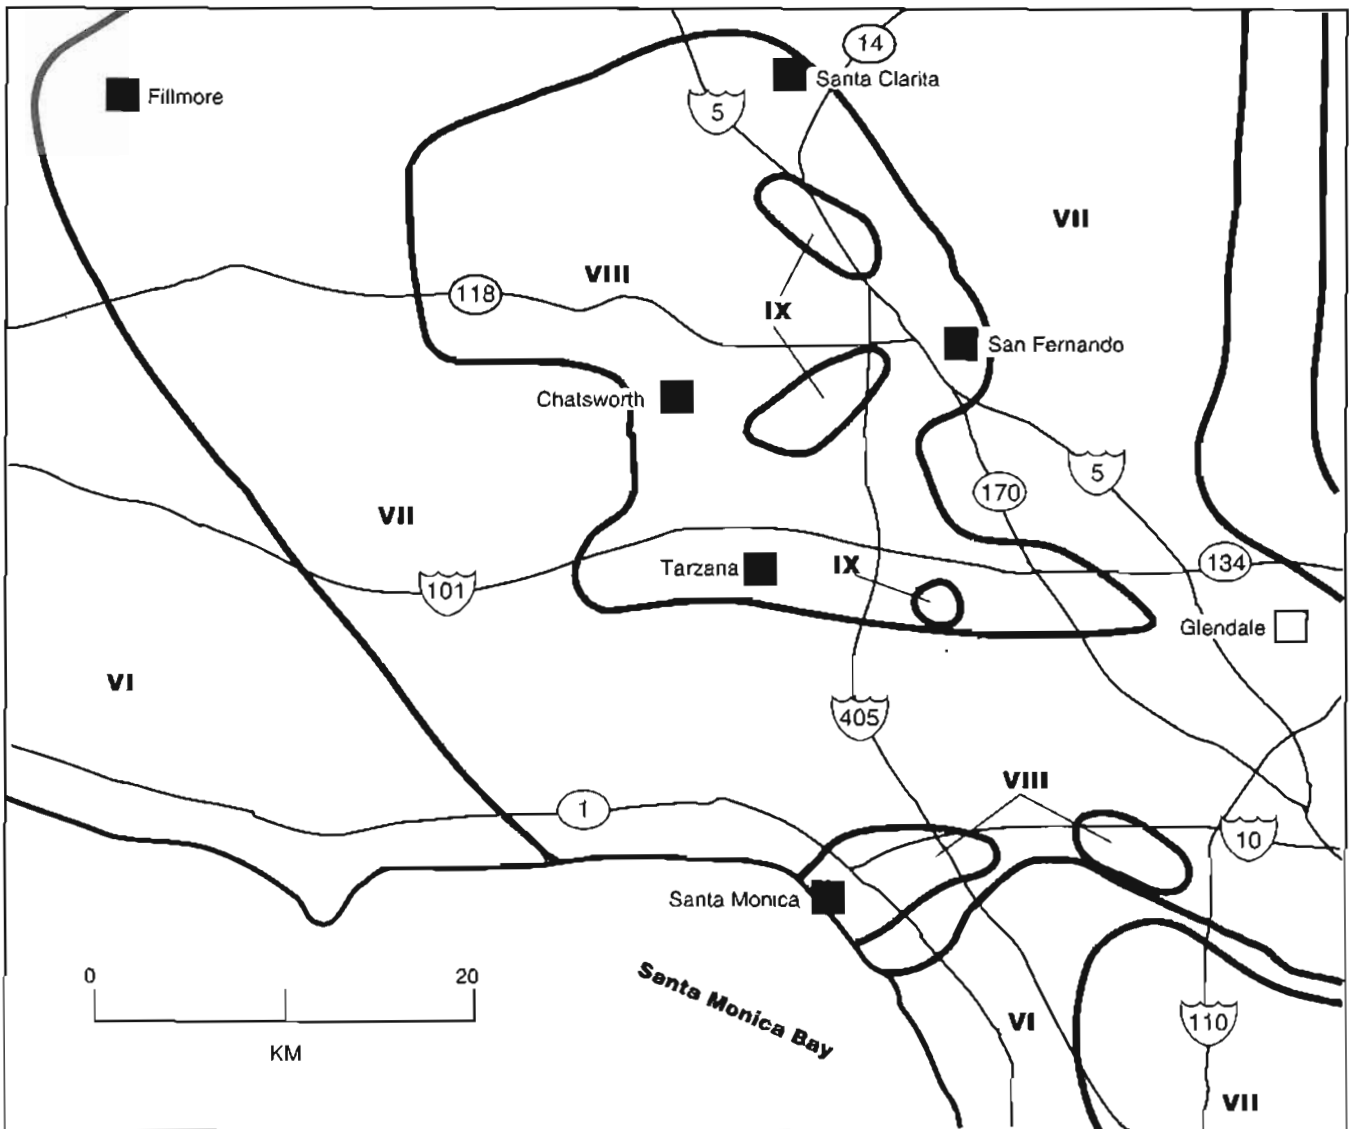 14
Santa Clarita
Fillmore
5
VII
VIII
118
IX
San Fernando
Chatsworth
5
170
VII
Tarzana
IX
134
101
Glendale
VI
405
VIII
1
10
Santa Monica
0
20
Santa Monica Bay
VI
110
KM
VII